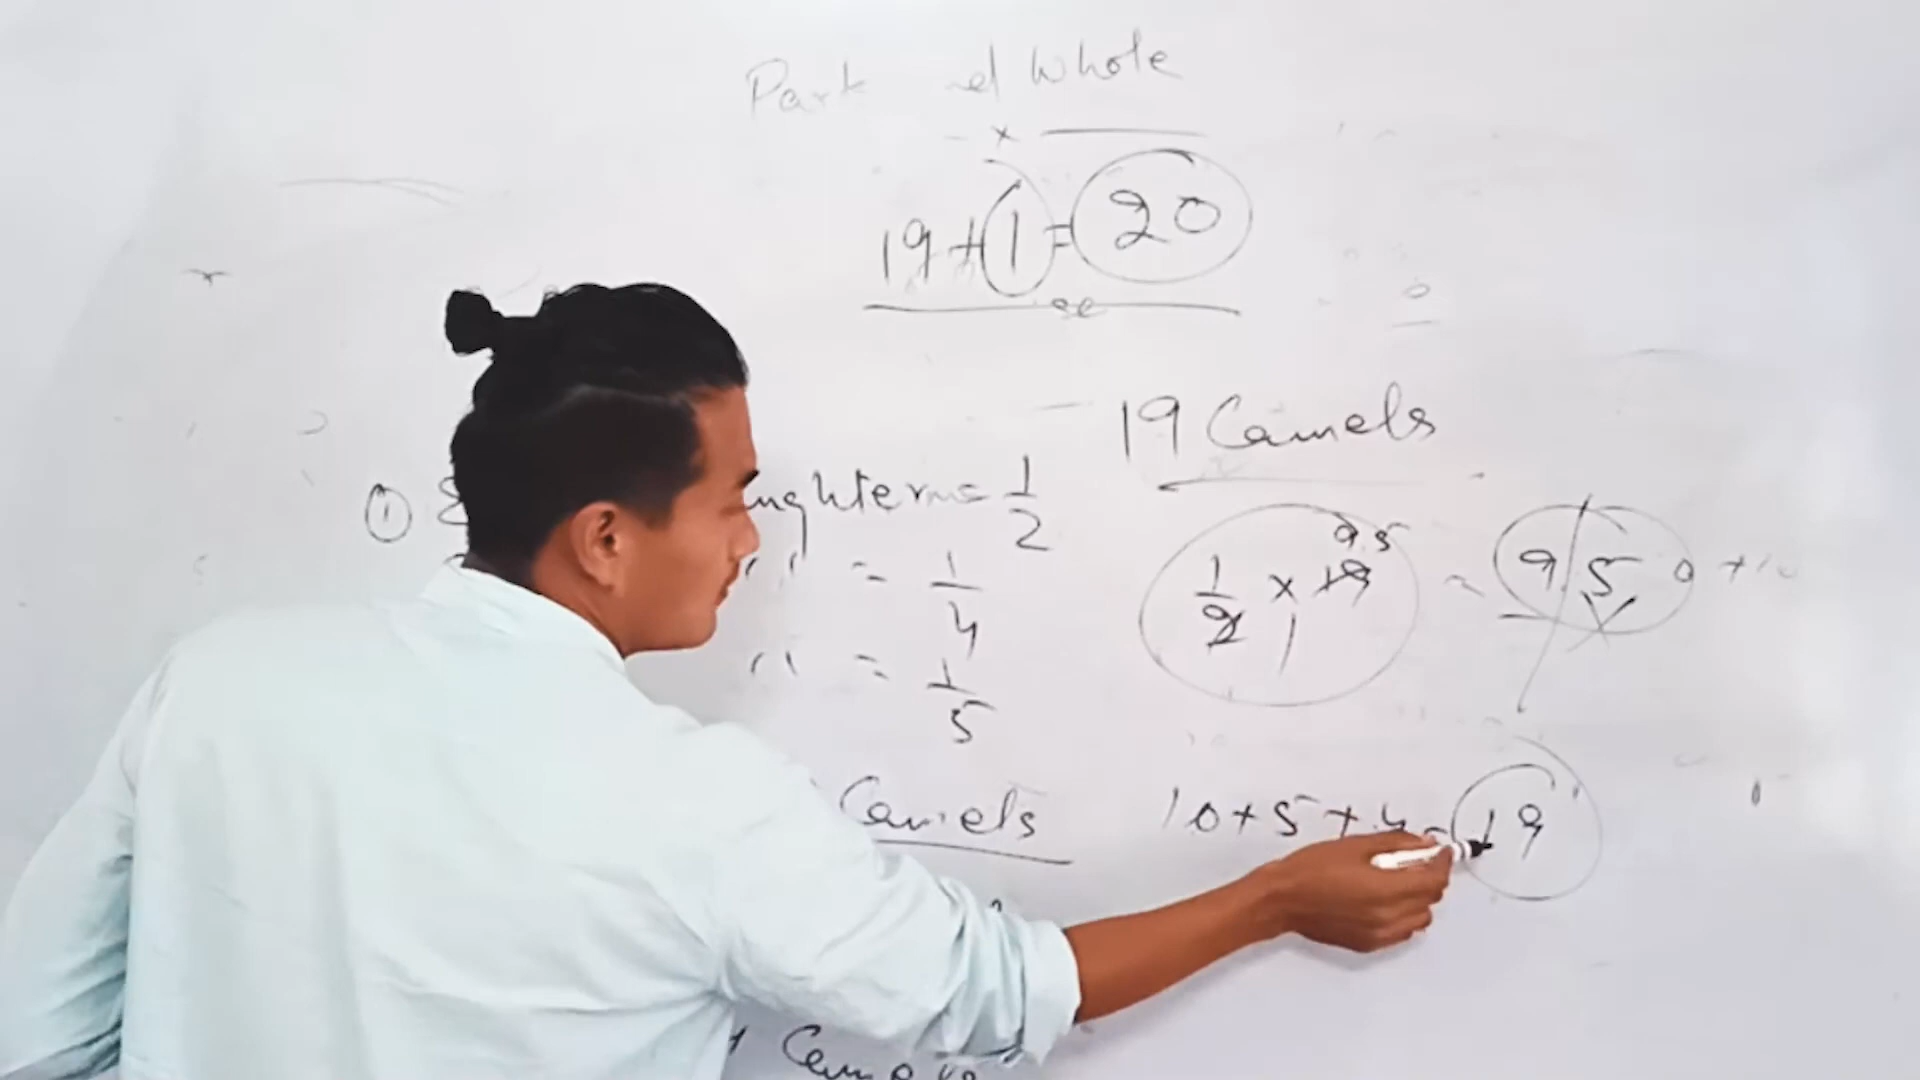 Part and Whole
19 + 1 = 20
19 Camels
① ughter = 1/2
" = 1/4
" = 1/5
1/2 × 19 9.5 = 9.5
Camels
10 + 5 + 4 = 19